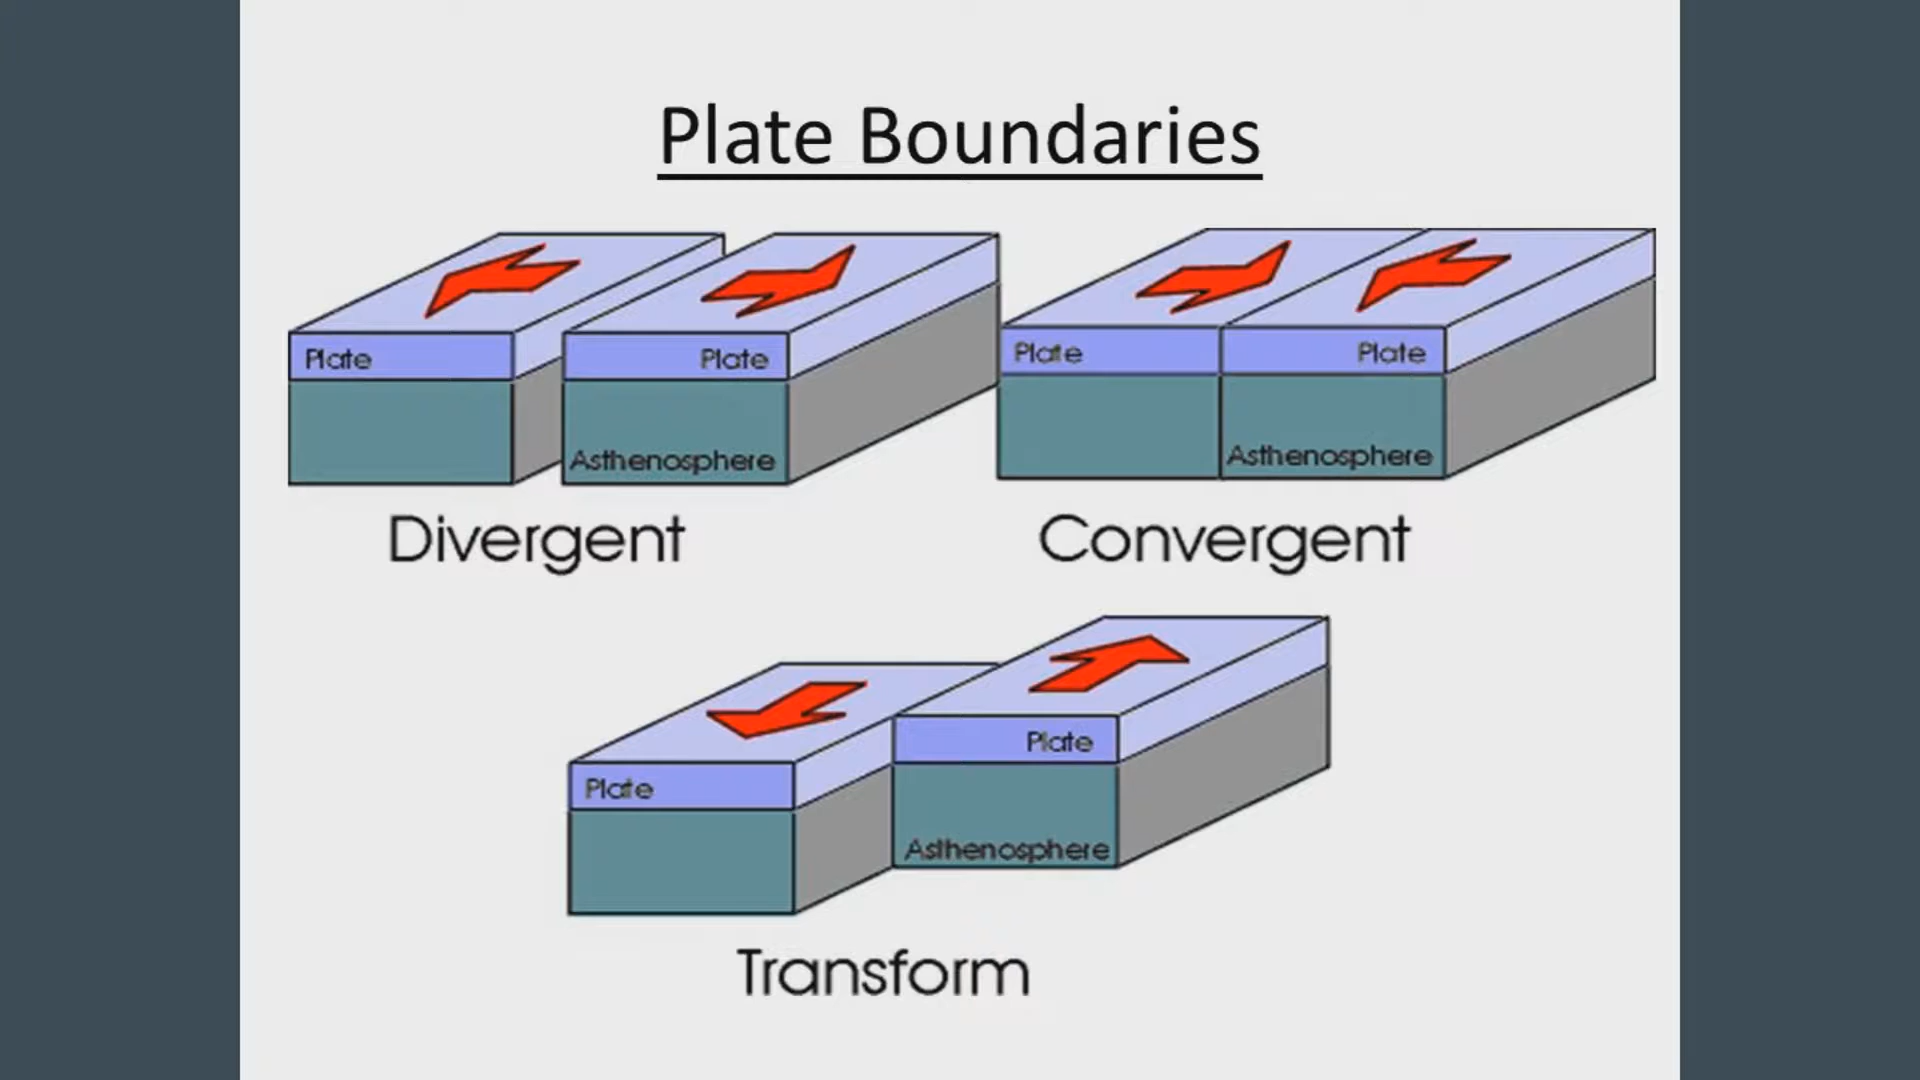 Plate Boundaries
Plate
Plate
Asthenosphere
Divergent
Plate
Plate
Asthenosphere
Convergent
Plate
Plate
Asthenosphere
Transform